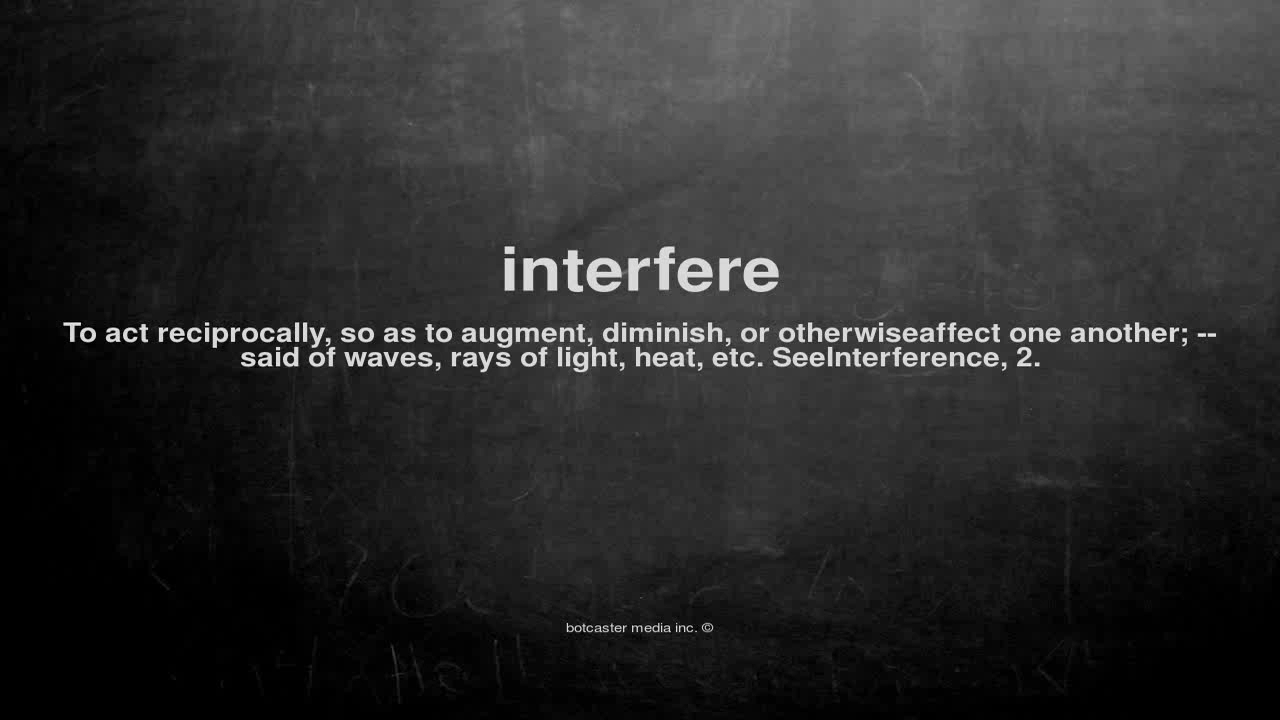 interfere
To act reciprocally, so as to augment, diminish, or otherwiseaffect one another; --
said of waves, rays of light, heat, etc. SeeInterference, 2.
botcaster media inc. ©